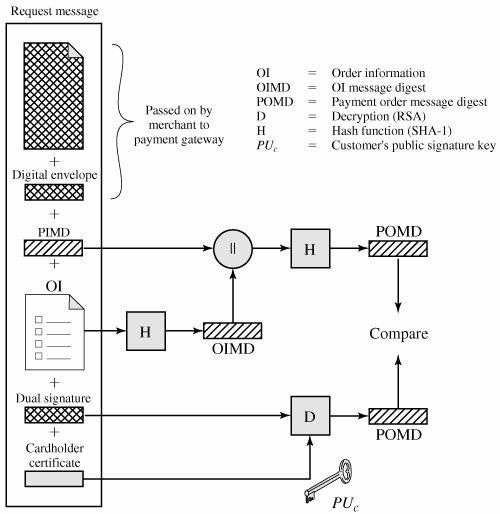 Request message
+
Digital envelope
+
PIMD
+
OI
+
Dual signature
+
Cardholder
certificate
Passed on by
merchant to
payment gateway
OI = Order information
OIMD = OI message digest
POMD = Payment order message digest
D = Decryption (RSA)
H = Hash function (SHA-1)
PUc = Customer's public signature key
||
H
POMD
H
OIMD
Compare
D
POMD
PUc